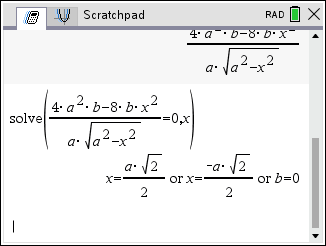 Scratchpad RAD
4·a²·b−8·b·x²
a·√(a²−x²)
solve((4·a²·b−8·b·x²)/(a·√(a²−x²))=0,x)
x=(a·√2)/2 or x=(−a·√2)/2 or b=0